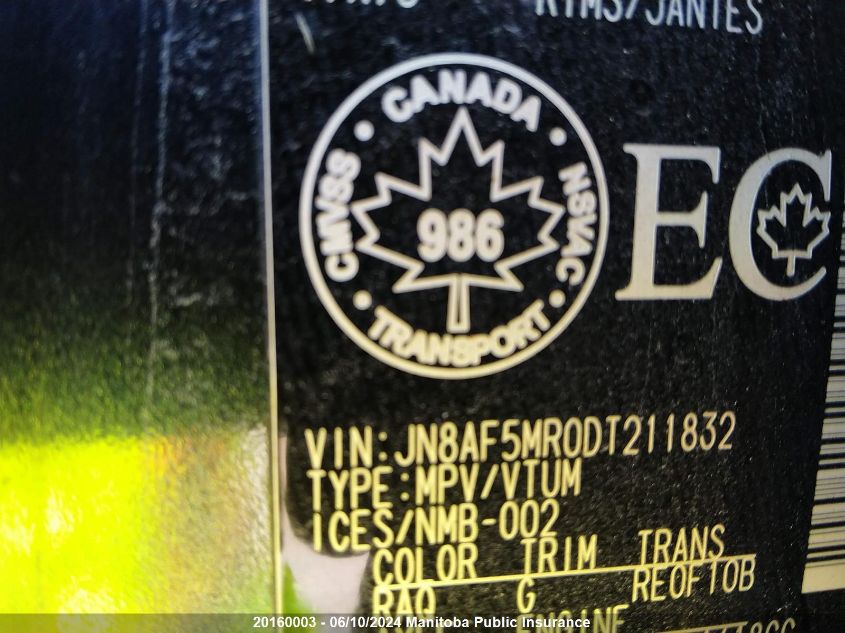 RIMS/JANTES
CANADA
CMVSS
NSVAC
986
TRANSPORT
EC
VIN:JN8AF5MR0DT211832
TYPE:MPV/VTUM
ICES/NMB-002
COLOR TRIM TRANS
RAQ G RE0F10B
ENGINE
20160003 - 06/10/2024 Manitoba Public Insurance